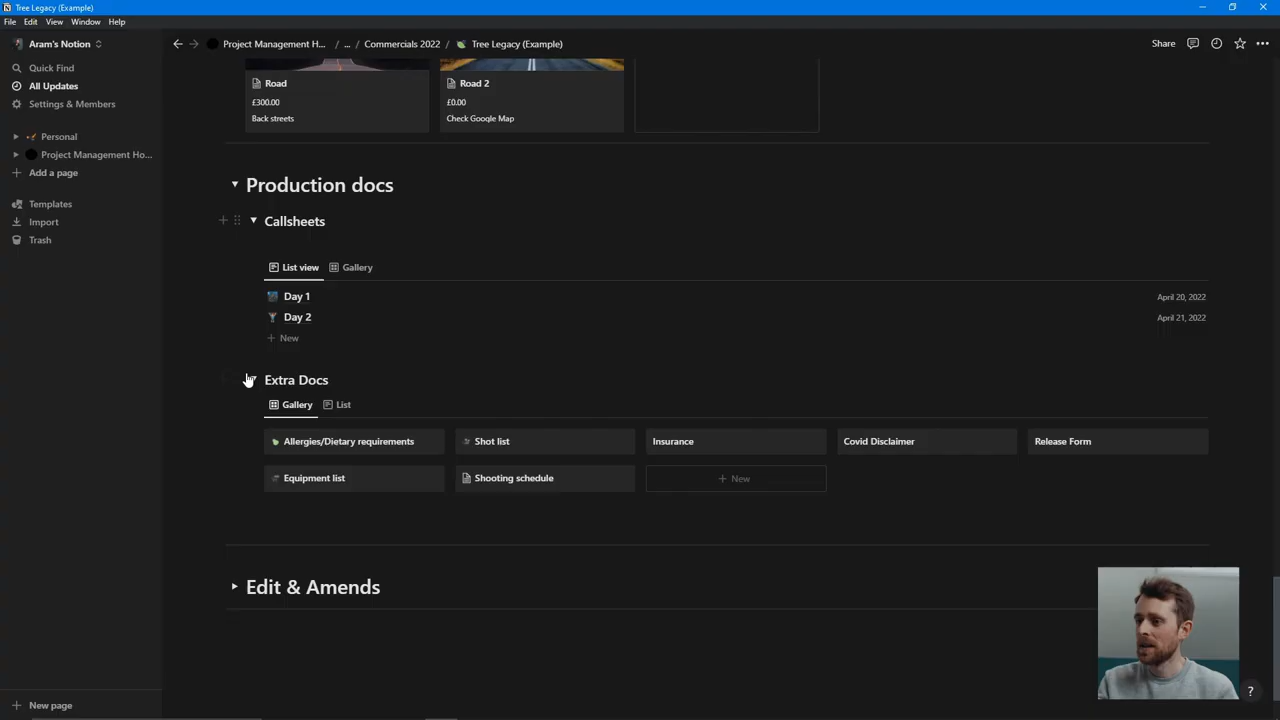 Tree Legacy (Example)
File Edit View Window Help
Aram's Notion
Project Management H... / ... / Commercials 2022 / Tree Legacy (Example)
Share
Quick Find
All Updates
Settings & Members
Personal
Project Management Ho...
Add a page
Templates
Import
Trash
Road
£300.00
Back streets
Road 2
£0.00
Check Google Map
Production docs
Callsheets
List view Gallery
Day 1 April 20, 2022
Day 2 April 21, 2022
New
Extra Docs
Gallery List
Allergies/Dietary requirements Shot list Insurance Covid Disclaimer Release Form
Equipment list Shooting schedule New
Edit & Amends
New page
?